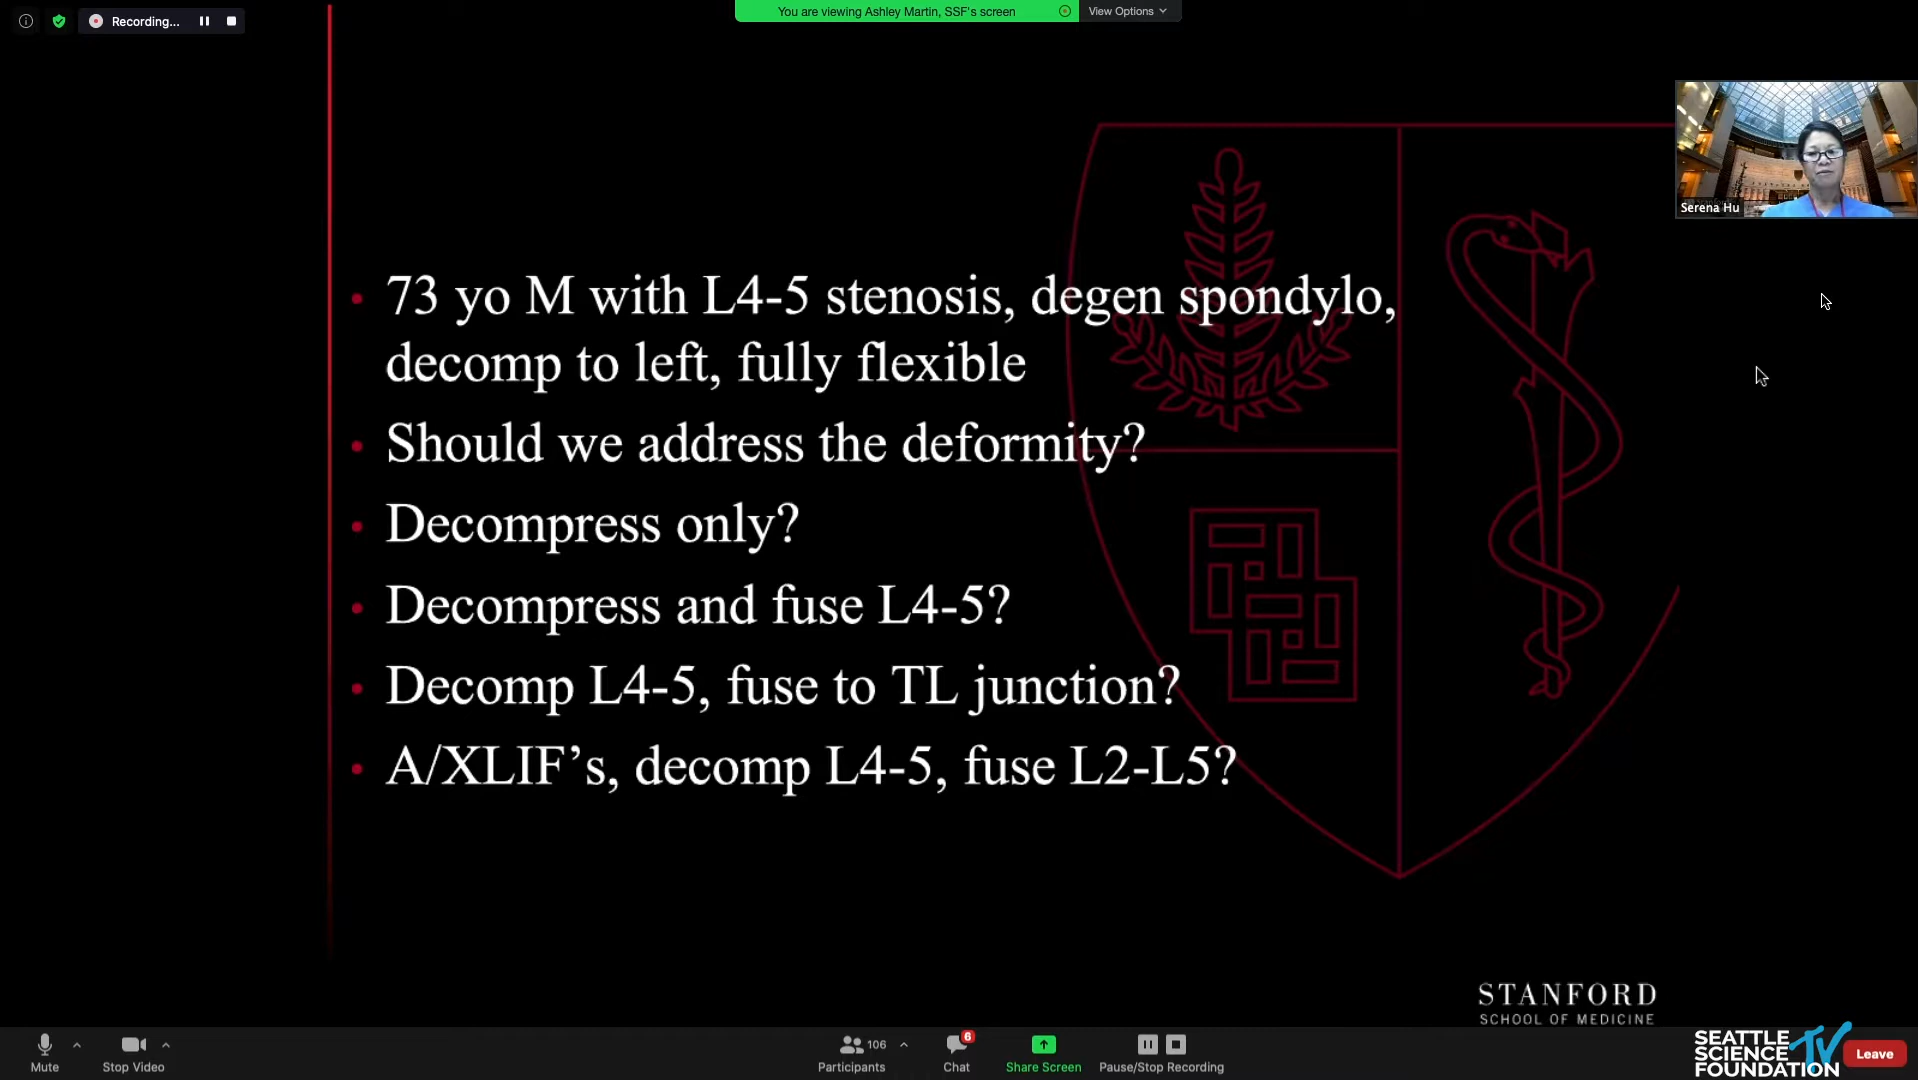 Recording...
You are viewing Ashley Martin, SSF's screen
View Options
Serena Hu
73 yo M with L4-5 stenosis, degen spondylo,
decomp to left, fully flexible
Should we address the deformity?
Decompress only?
Decompress and fuse L4-5?
Decomp L4-5, fuse to TL junction?
A/XLIF’s, decomp L4-5, fuse L2-L5?
STANFORD
SCHOOL OF MEDICINE
Mute
Stop Video
106
Participants
6
Chat
Share Screen
Pause/Stop Recording
SEATTLE
SCIENCE
FOUNDATION
TV
Leave